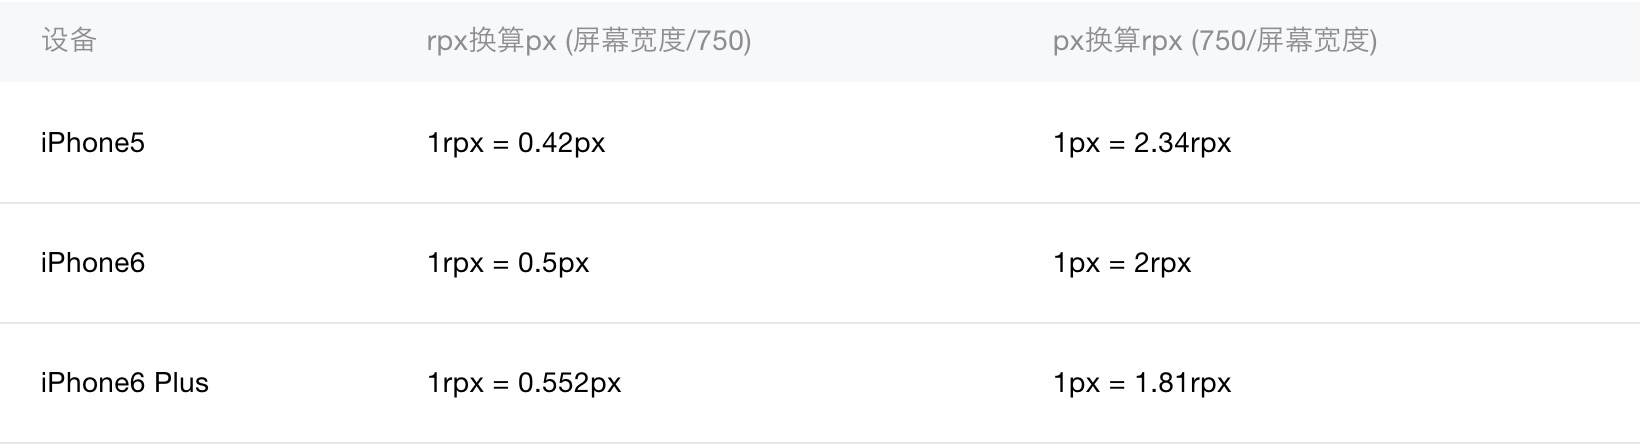 设备 rpx换算px (屏幕宽度/750) px换算rpx (750/屏幕宽度)
iPhone5 1rpx = 0.42px 1px = 2.34rpx
iPhone6 1rpx = 0.5px 1px = 2rpx
iPhone6 Plus 1rpx = 0.552px 1px = 1.81rpx